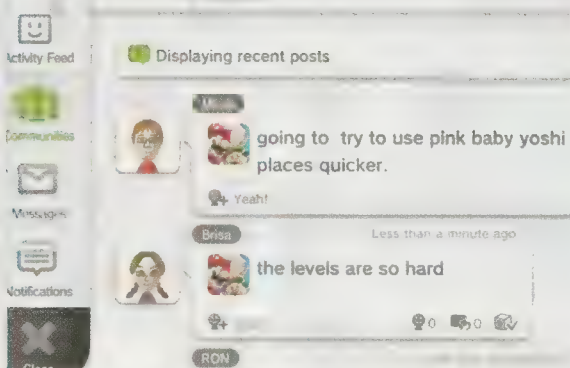 Activity Feed
Displaying recent posts
Communities
going to try to use pink baby yoshi
places quicker.
Yeah!
Messages
Brisa
Less than a minute ago
the levels are so hard
Notifications
0 0
RON
Close